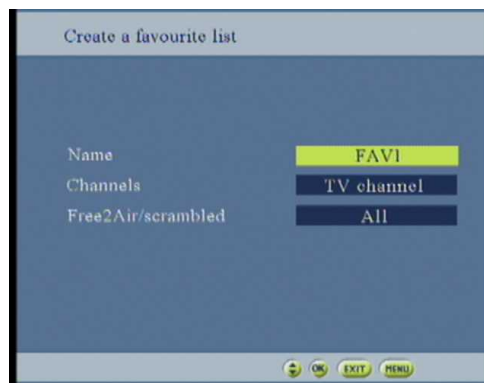 Create a favourite list
Name FAV1
Channels TV channel
Free2Air/scrambled All
OK EXIT MENU